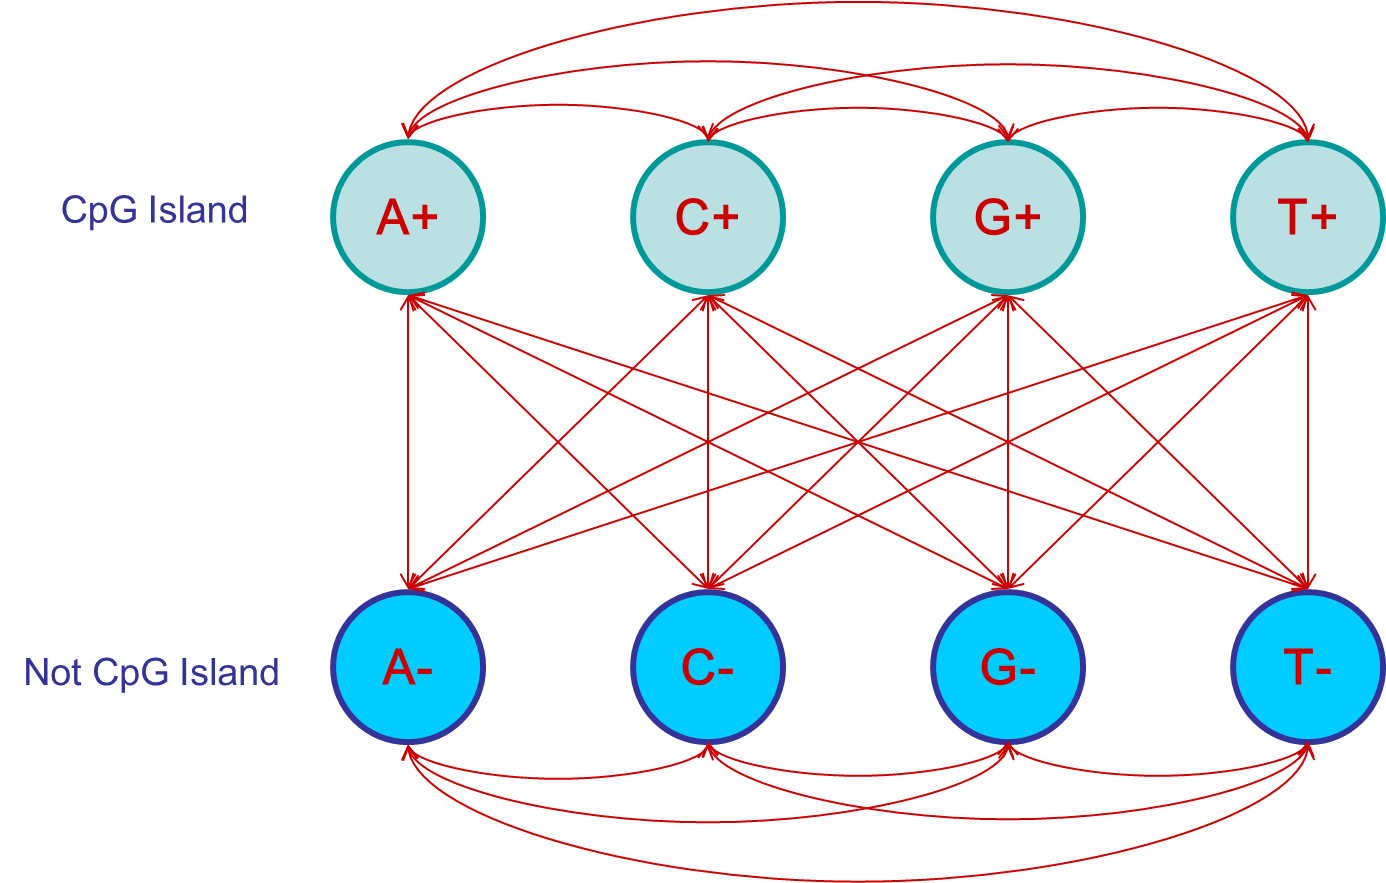 CpG Island
A+
C+
G+
T+
Not CpG Island
A-
C-
G-
T-